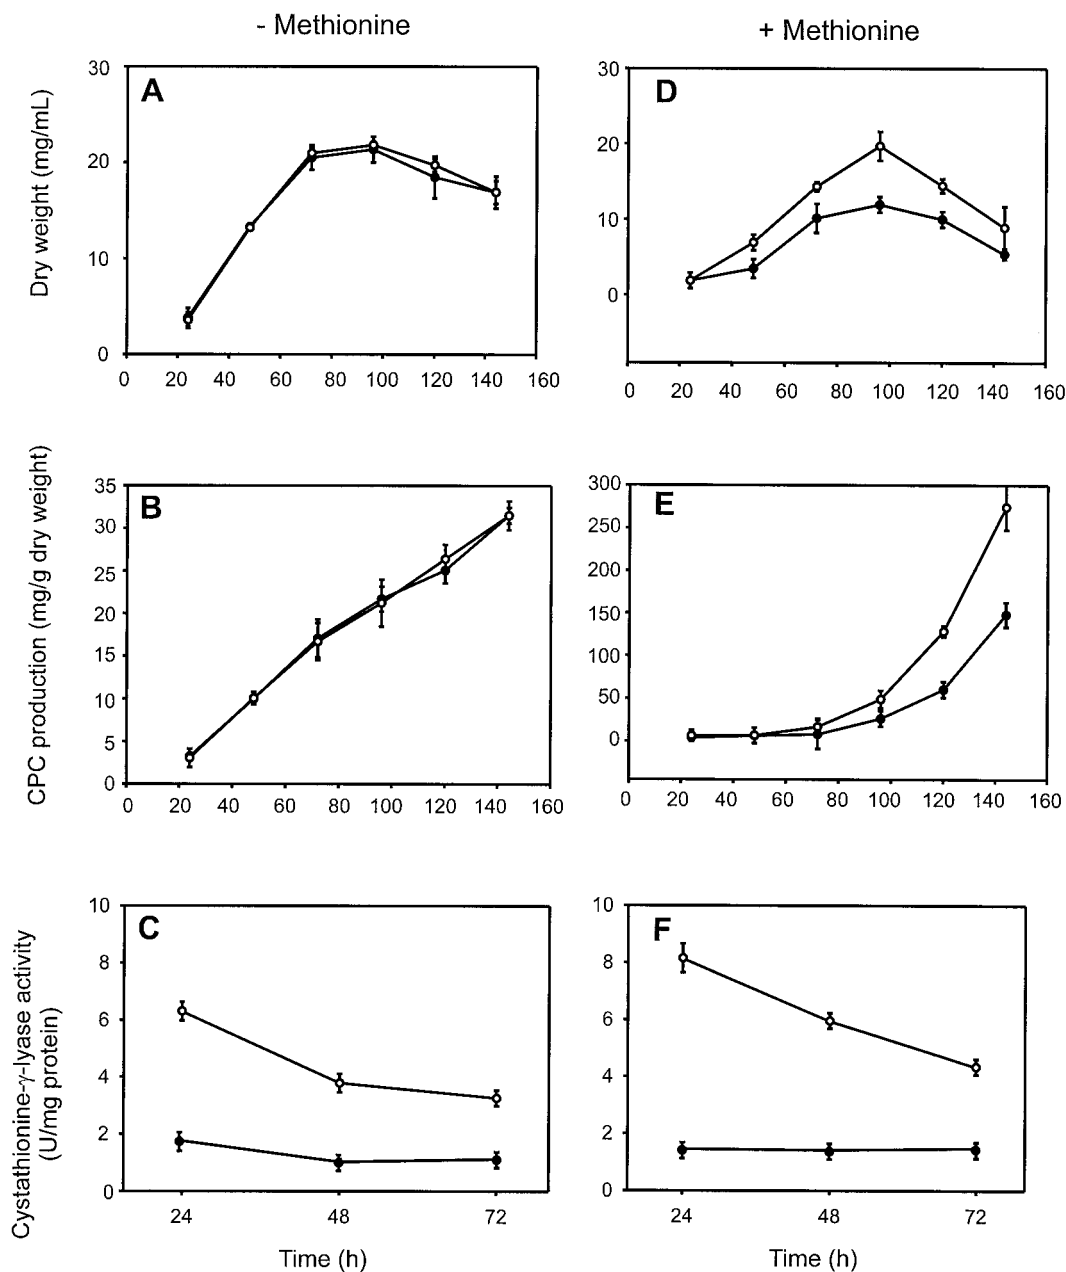 - Methionine
+ Methionine
Dry weight (mg/mL)
A
30
20
10
0
0 20 40 60 80 100 120 140 160
D
30
20
10
0
0 20 40 60 80 100 120 140 160
CPC production (mg/g dry weight)
B
35
30
25
20
15
10
5
0
0 20 40 60 80 100 120 140 160
E
300
250
200
150
100
50
0
0 20 40 60 80 100 120 140 160
Cystathionine-γ-lyase activity
(U/mg protein)
C
10
8
6
4
2
0
24 48 72
Time (h)
F
10
8
6
4
2
0
24 48 72
Time (h)